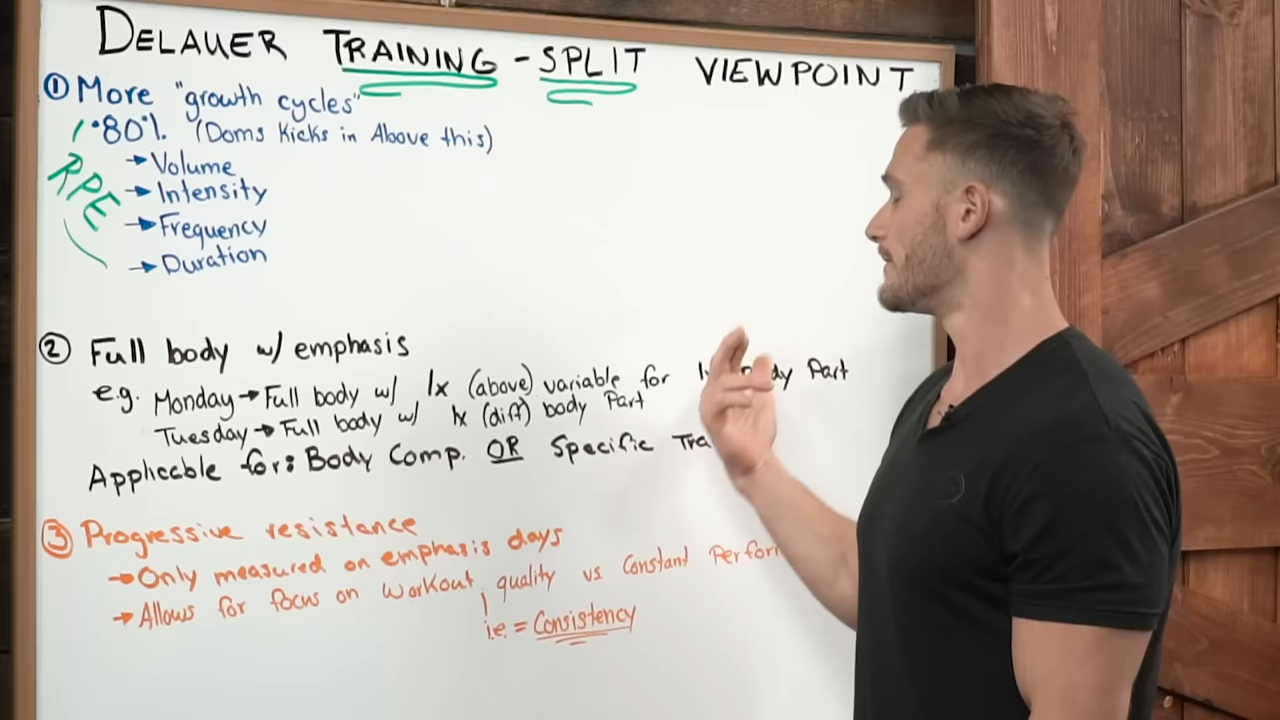 DELAUER TRAINING - SPLIT VIEWPOINT
① More "growth cycles"
• 80% (Doms Kicks in Above this)
RPE
→ Volume
→ Intensity
→ Frequency
→ Duration
② Full body w/ emphasis
e.g. Monday → Full body w/ 1x (above) variable for Part
Tuesday → Full body w/ 1x (diff) body Part
Applicable for: Body Comp. OR Specific
③ Progressive resistance
→ Only measured on emphasis days
→ Allows for focus on workout quality vs. Constant
i.e. = Consistency